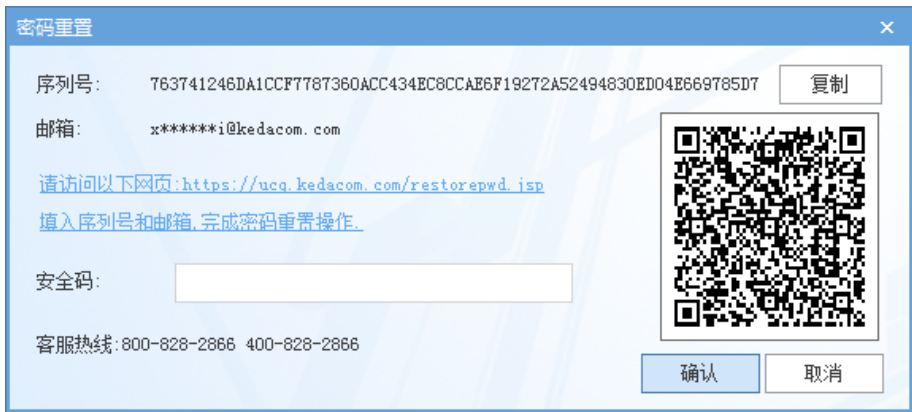 密码重置
序列号: 763741246DA1CCF7787360ACC434EC8CCAE6F19272A52494830ED04E669785D7 复制
邮箱: x******i@kedacom.com
请访问以下网页:https://ucq.kedacom.com/restorepwd.jsp
填入序列号和邮箱,完成密码重置操作.
安全码:
客服热线:800-828-2866 400-828-2866
确认 取消